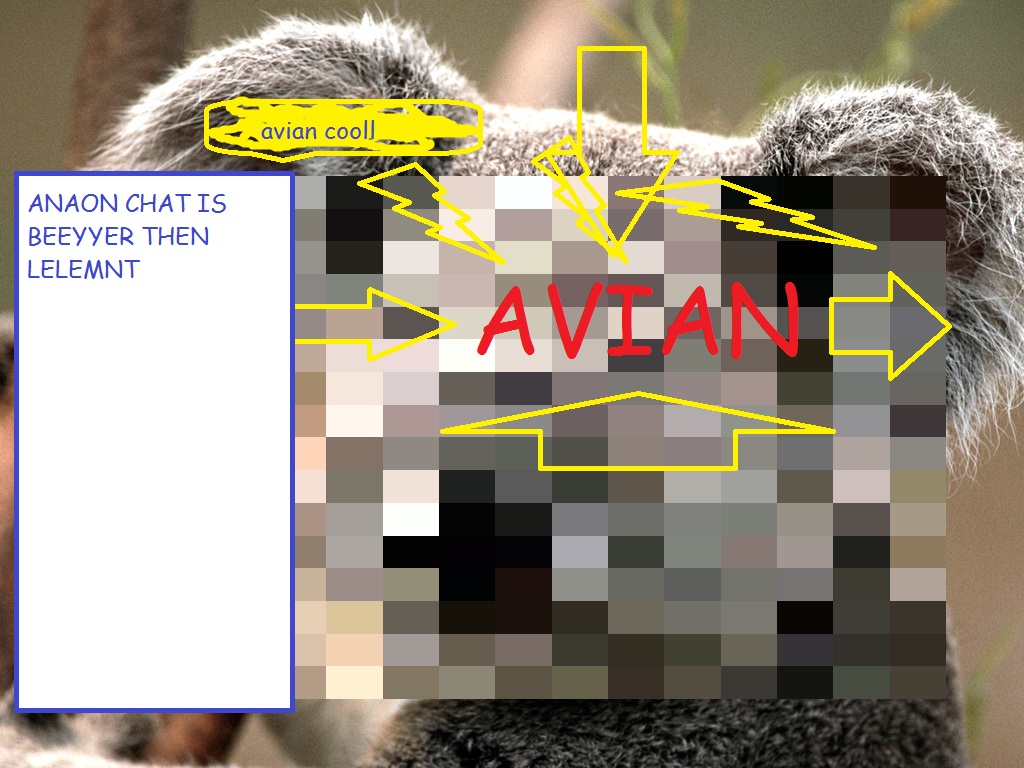 avian cooll
ANAON CHAT IS
BEEYYER THEN
LELEMNT
AVIAN